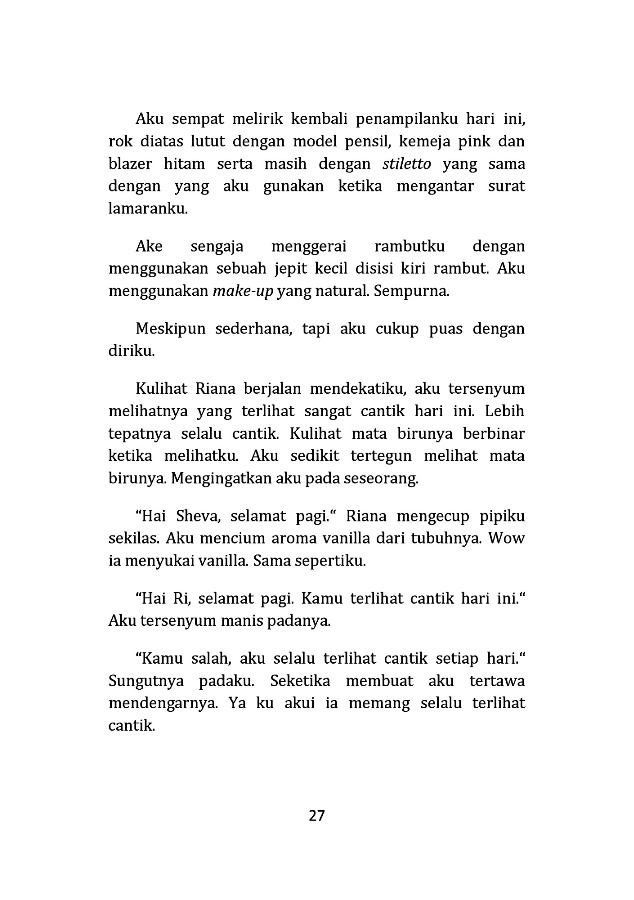 Aku sempat melirik kembali penampilanku hari ini,
rok diatas lutut dengan model pensil, kemeja pink dan
blazer hitam serta masih dengan stiletto yang sama
dengan yang aku gunakan ketika mengantar surat
lamaranku.
Ake sengaja menggerai rambutku dengan
menggunakan sebuah jepit kecil disisi kiri rambut. Aku
menggunakan make-up yang natural. Sempurna.
Meskipun sederhana, tapi aku cukup puas dengan
diriku.
Kulihat Riana berjalan mendekatiku, aku tersenyum
melihatnya yang terlihat sangat cantik hari ini. Lebih
tepatnya selalu cantik. Kulihat mata birunya berbinar
ketika melihatku. Aku sedikit tertegun melihat mata
birunya. Mengingatkan aku pada seseorang.
“Hai Sheva, selamat pagi.“ Riana mengecup pipiku
sekilas. Aku mencium aroma vanilla dari tubuhnya. Wow
ia menyukai vanilla. Sama sepertiku.
“Hai Ri, selamat pagi. Kamu terlihat cantik hari ini.“
Aku tersenyum manis padanya.
“Kamu salah, aku selalu terlihat cantik setiap hari.“
Sungutnya padaku. Seketika membuat aku tertawa
mendengarnya. Ya ku akui ia memang selalu terlihat
cantik.
27